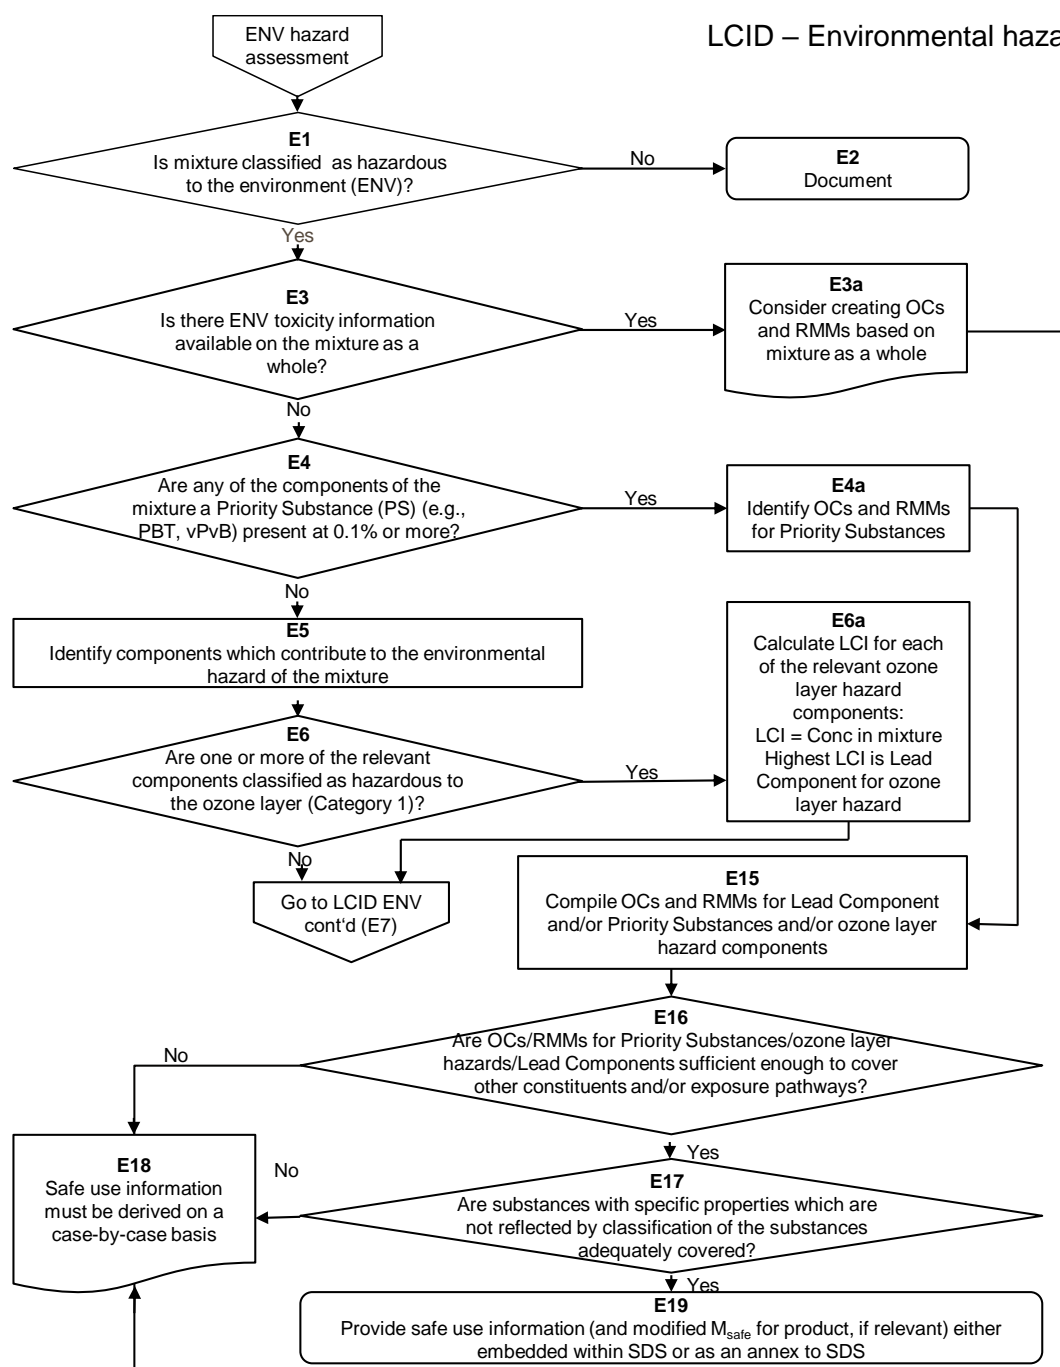 LCID – Environmental haza
ENV hazard
assessment
E1
Is mixture classified as hazardous
to the environment (ENV)?
No
E2
Document
Yes
E3
Is there ENV toxicity information
available on the mixture as a
whole?
Yes
E3a
Consider creating OCs
and RMMs based on
mixture as a whole
No
E4
Are any of the components of the
mixture a Priority Substance (PS) (e.g.,
PBT, vPvB) present at 0.1% or more?
Yes
E4a
Identify OCs and RMMs
for Priority Substances
No
E5
Identify components which contribute to the environmental
hazard of the mixture
E6
Are one or more of the relevant
components classified as hazardous to
the ozone layer (Category 1)?
Yes
E6a
Calculate LCI for each
of the relevant ozone
layer hazard
components:
LCI = Conc in mixture
Highest LCI is Lead
Component for ozone
layer hazard
No
Go to LCID ENV
cont'd (E7)
E15
Compile OCs and RMMs for Lead Component
and/or Priority Substances and/or ozone layer
hazard components
E16
Are OCs/RMMs for Priority Substances/ozone layer
hazards/Lead Components sufficient enough to cover
other constituents and/or exposure pathways?
No
Yes
E17
Are substances with specific properties which are
not reflected by classification of the substances
adequately covered?
No
E18
Safe use information
must be derived on a
case-by-case basis
Yes
E19
Provide safe use information (and modified Msafe for product, if relevant) either
embedded within SDS or as an annex to SDS